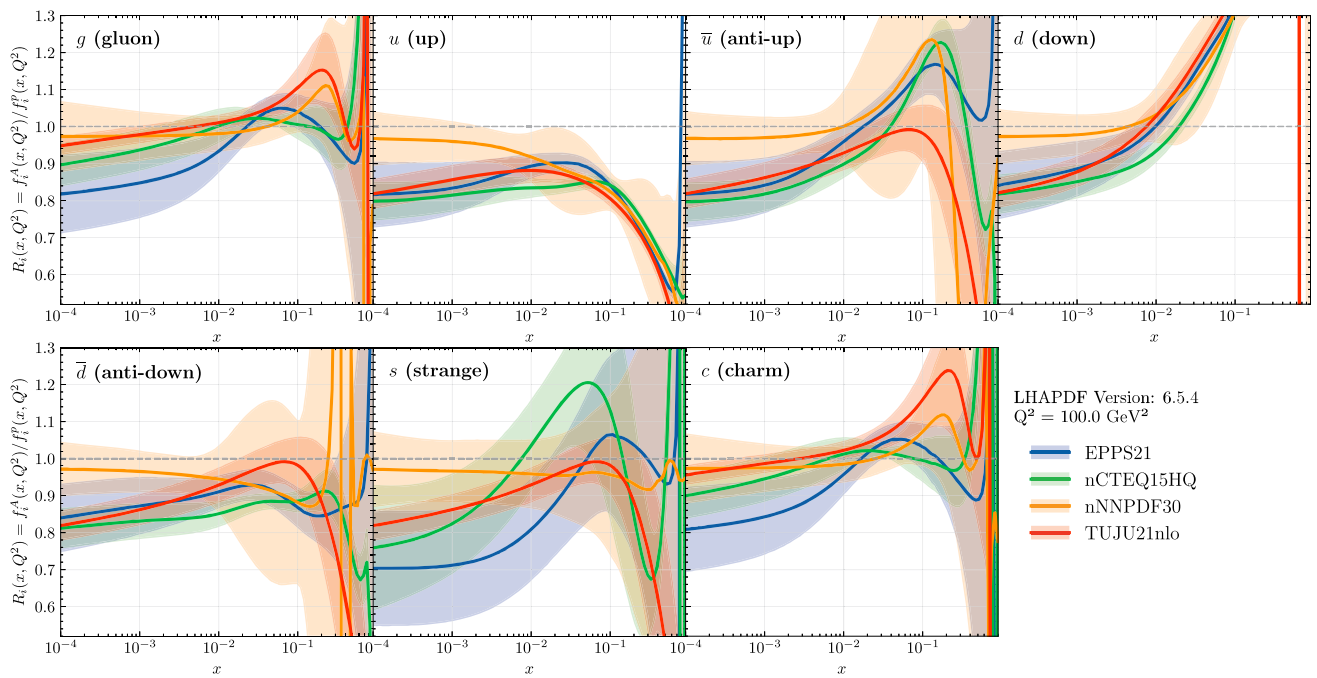 R_i(x, Q²) = f_i^A(x, Q²)/f_i^p(x, Q²)
1.3
1.2
1.1
1.0
0.9
0.8
0.7
0.6
g (gluon)
u (up)
u̅ (anti-up)
d (down)
10⁻⁴ 10⁻³ 10⁻² 10⁻¹ 10⁻⁴ 10⁻³ 10⁻² 10⁻¹ 10⁻⁴ 10⁻³ 10⁻² 10⁻¹ 10⁻⁴ 10⁻³ 10⁻² 10⁻¹
x x x x
R_i(x, Q²) = f_i^A(x, Q²)/f_i^p(x, Q²)
1.3
1.2
1.1
1.0
0.9
0.8
0.7
0.6
d̅ (anti-down)
s (strange)
c (charm)
10⁻⁴ 10⁻³ 10⁻² 10⁻¹ 10⁻⁴ 10⁻³ 10⁻² 10⁻¹ 10⁻⁴ 10⁻³ 10⁻² 10⁻¹
x x x
LHAPDF Version: 6.5.4
Q² = 100.0 GeV²
EPPS21
nCTEQ15HQ
nNNPDF30
TUJU21nlo